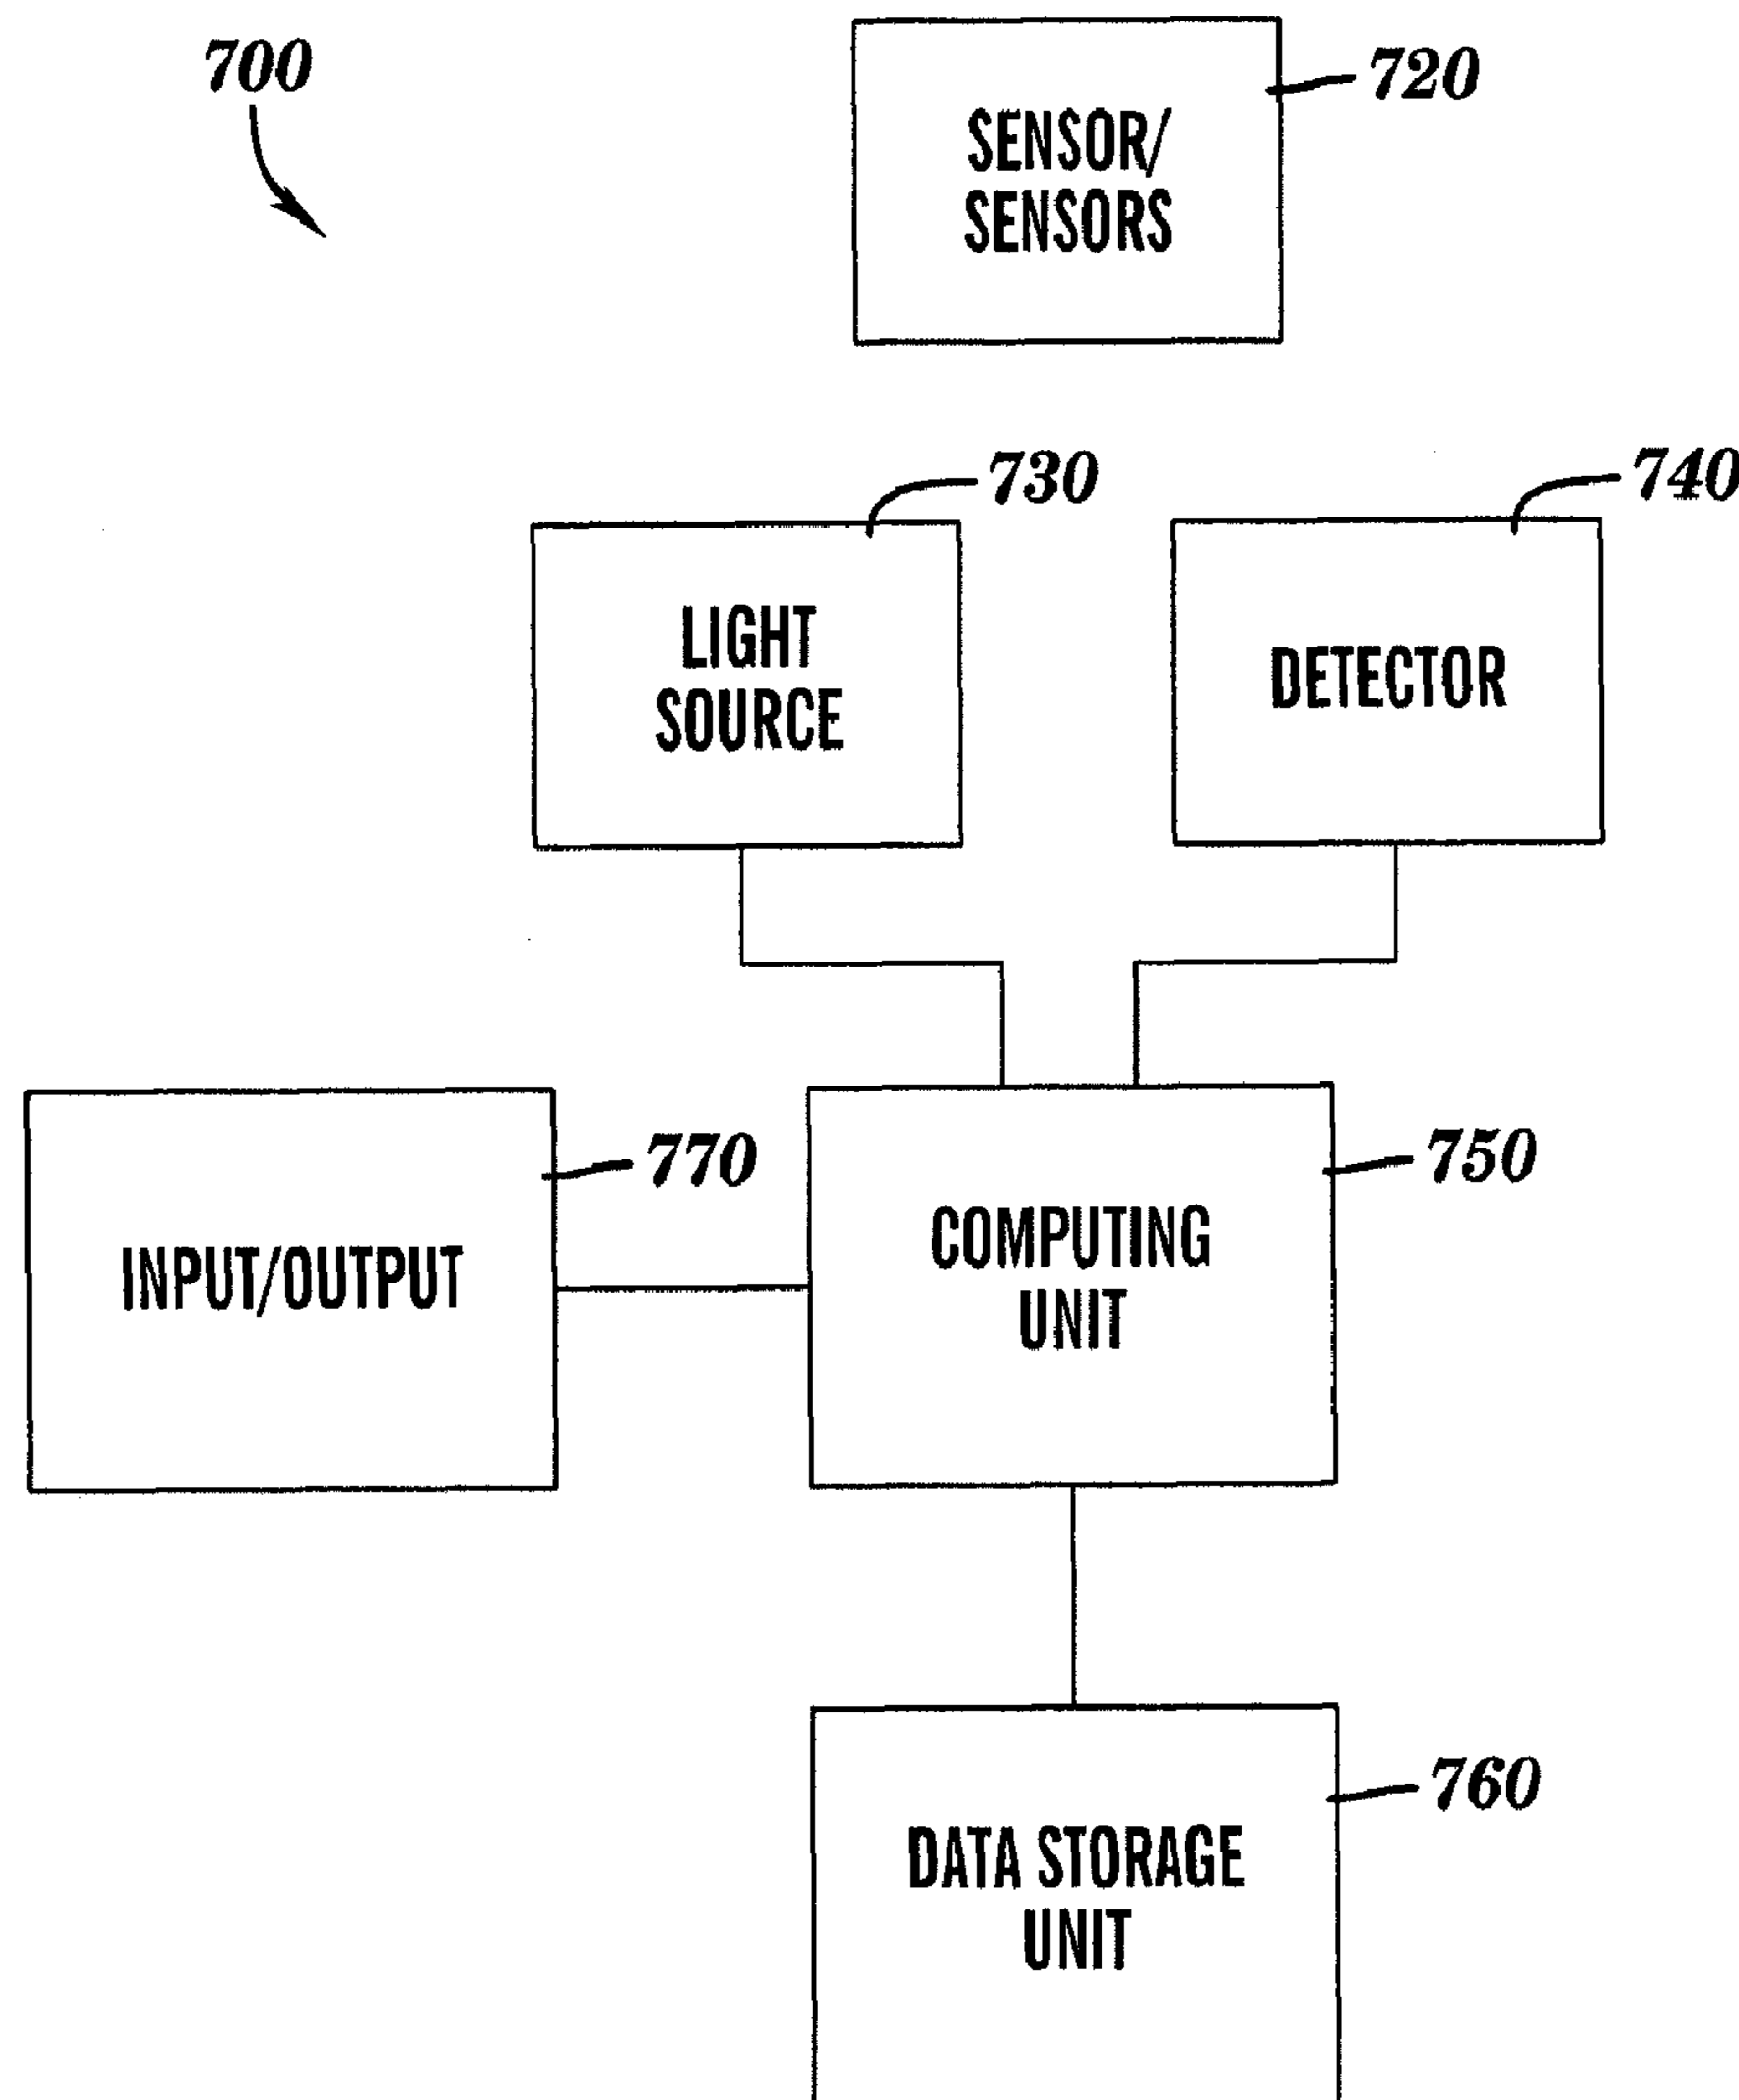 700
720
SENSOR/
SENSORS
730
740
LIGHT
SOURCE
DETECTOR
770
750
INPUT/OUTPUT
COMPUTING
UNIT
760
DATA STORAGE
UNIT